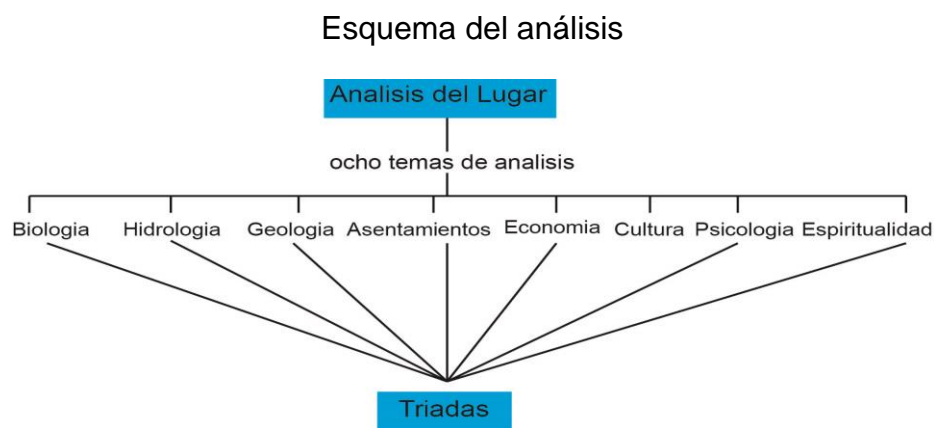 Esquema del análisis
Analisis del Lugar
ocho temas de analisis
Biologia Hidrologia Geologia Asentamientos Economia Cultura Psicologia Espiritualidad
Triadas